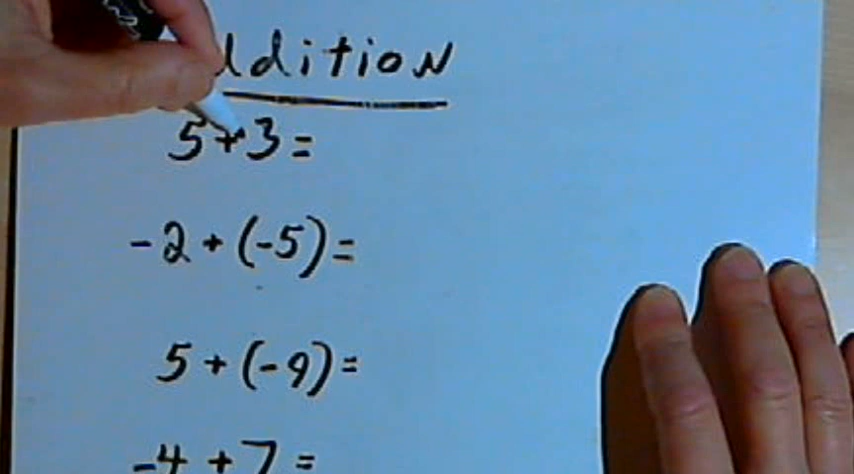 ddition
5+3=
-2+(-5)=
5+(-9)=
-4+7=